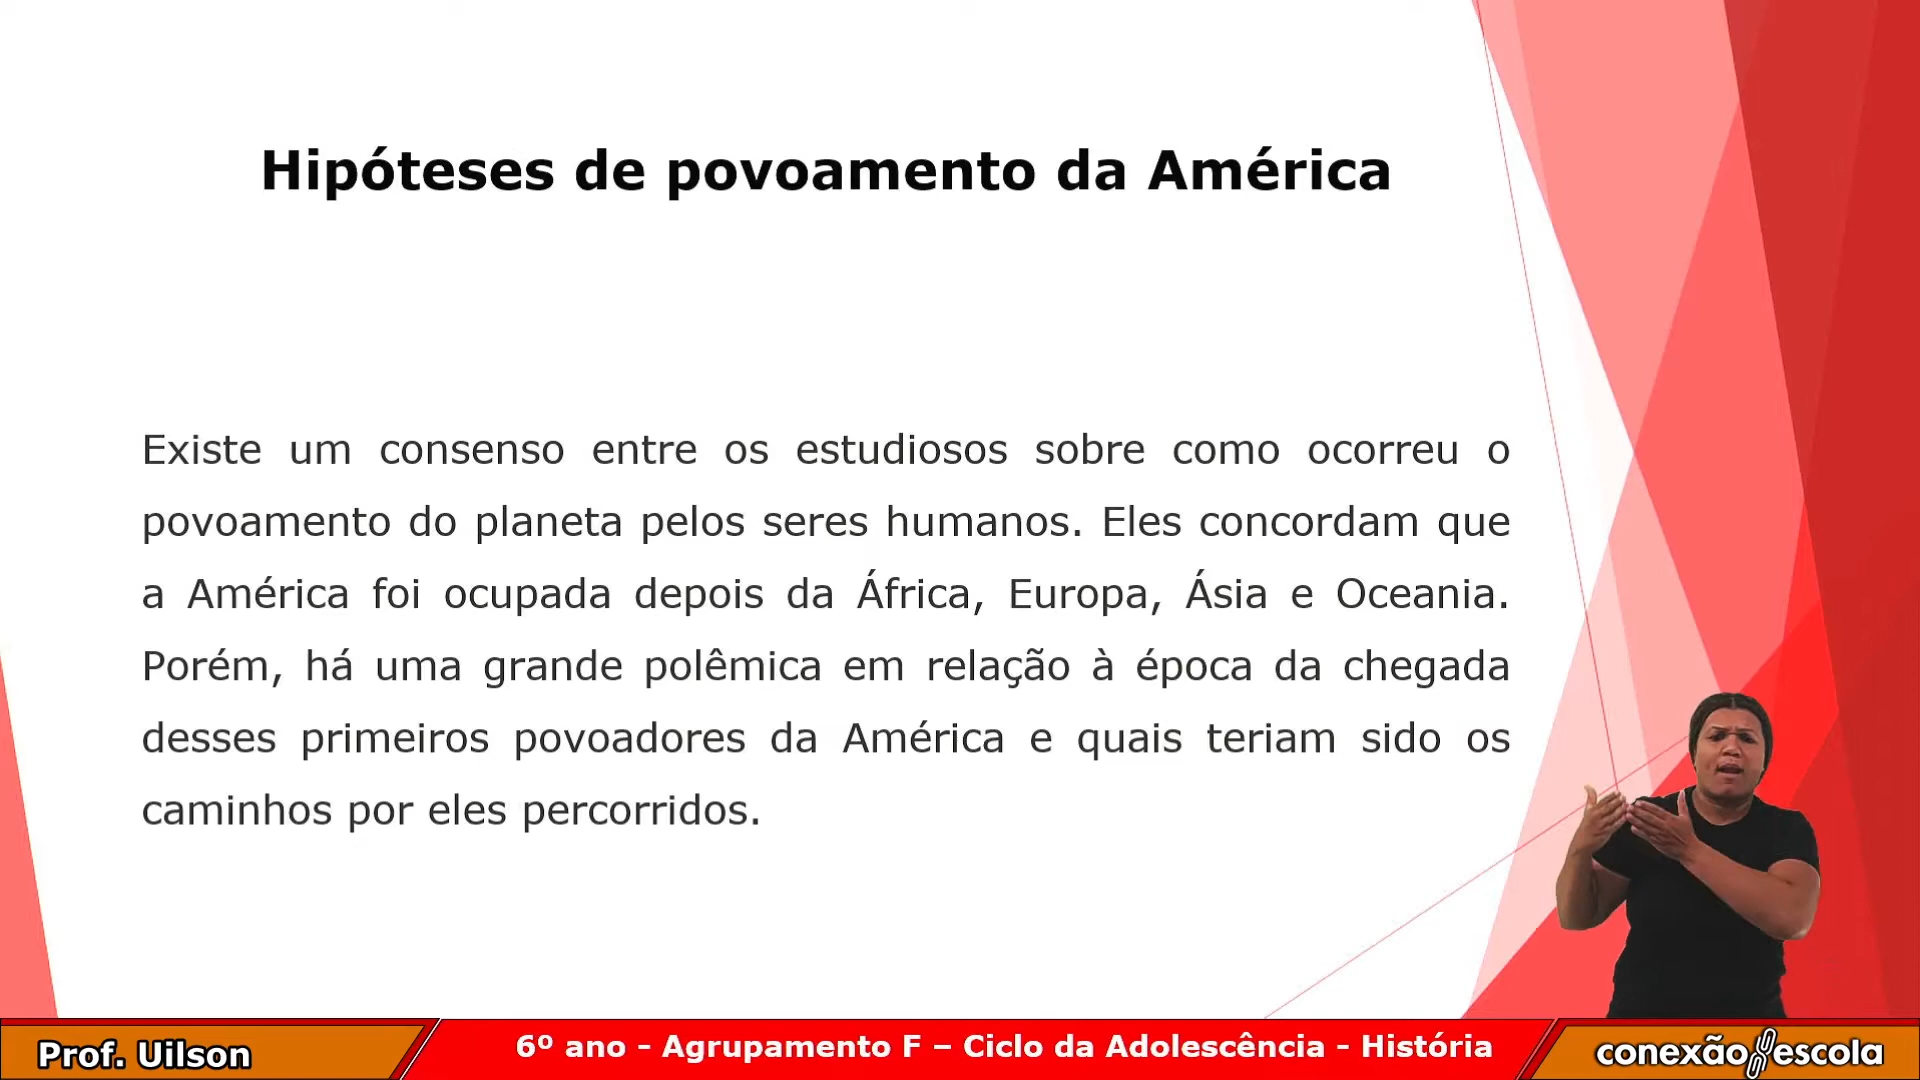 Hipóteses de povoamento da América
Existe um consenso entre os estudiosos sobre como ocorreu o
povoamento do planeta pelos seres humanos. Eles concordam que
a América foi ocupada depois da África, Europa, Ásia e Oceania.
Porém, há uma grande polêmica em relação à época da chegada
desses primeiros povoadores da América e quais teriam sido os
caminhos por eles percorridos.
Prof. Uilson
6º ano - Agrupamento F – Ciclo da Adolescência - História
conexão escola